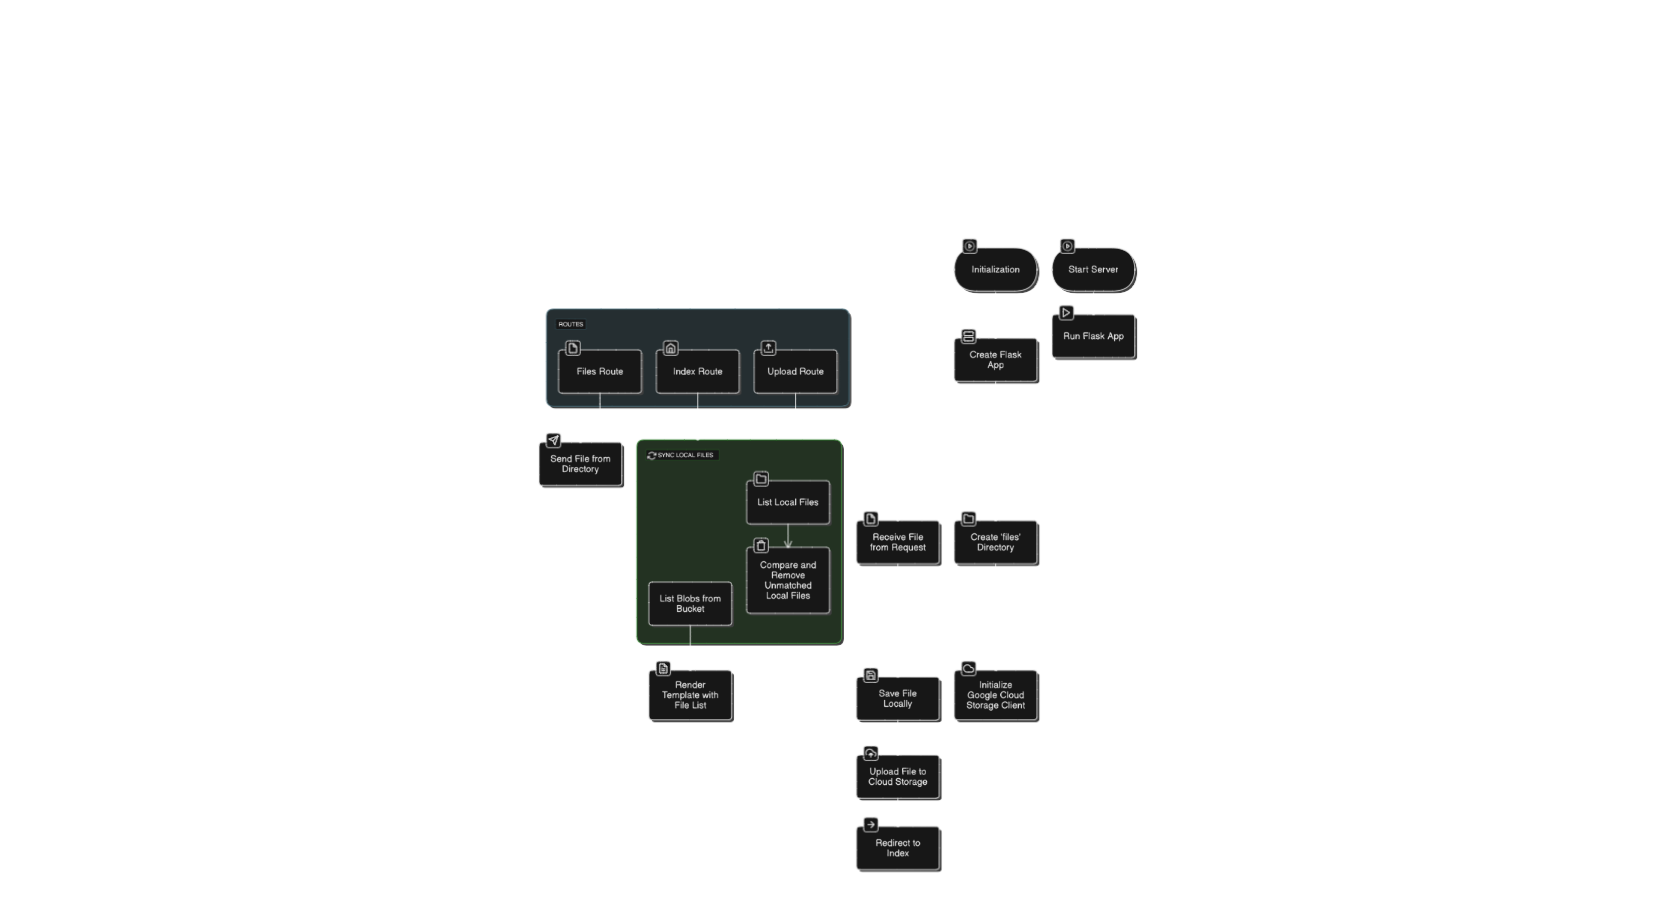 Initialization
Start Server
ROUTES
Files Route
Index Route
Upload Route
Create Flask
App
Run Flask App
Send File from
Directory
SYNC LOCAL FILES
List Local Files
Compare and
Remove
Unmatched
Local Files
List Blobs from
Bucket
Receive File
from Request
Create 'files'
Directory
Render
Template with
File List
Save File
Locally
Initialize
Google Cloud
Storage Client
Upload File to
Cloud Storage
Redirect to
Index